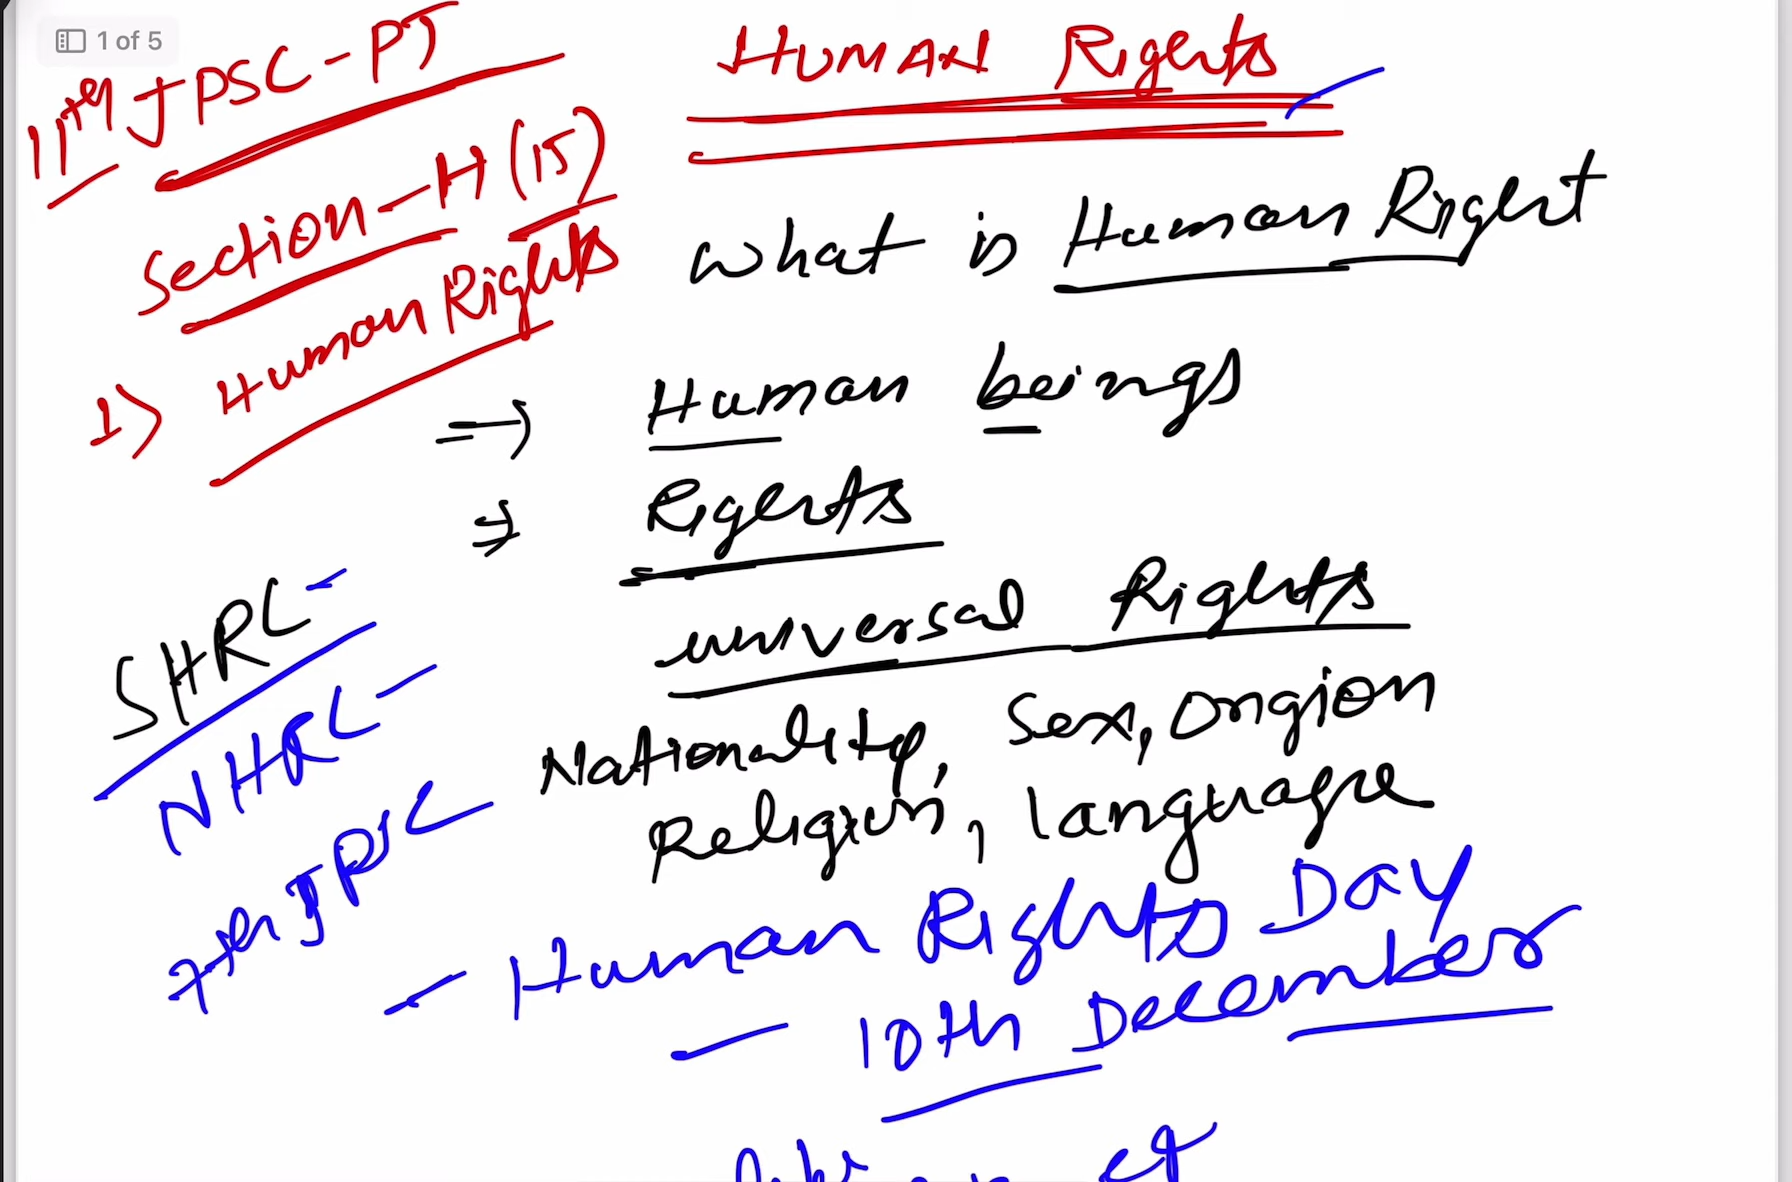 1 of 5
11th JPSC-PT
Section-H (15)
1) Human Rights
HUMAN Rights
What is Human Right
⇒ Human beings
⇒ Rights
universal Rights
Nationality, Sex, Orngion
Religion, language
SHRC-
NHRC-
7th JPSC
- Human Rights Day
- 10th December